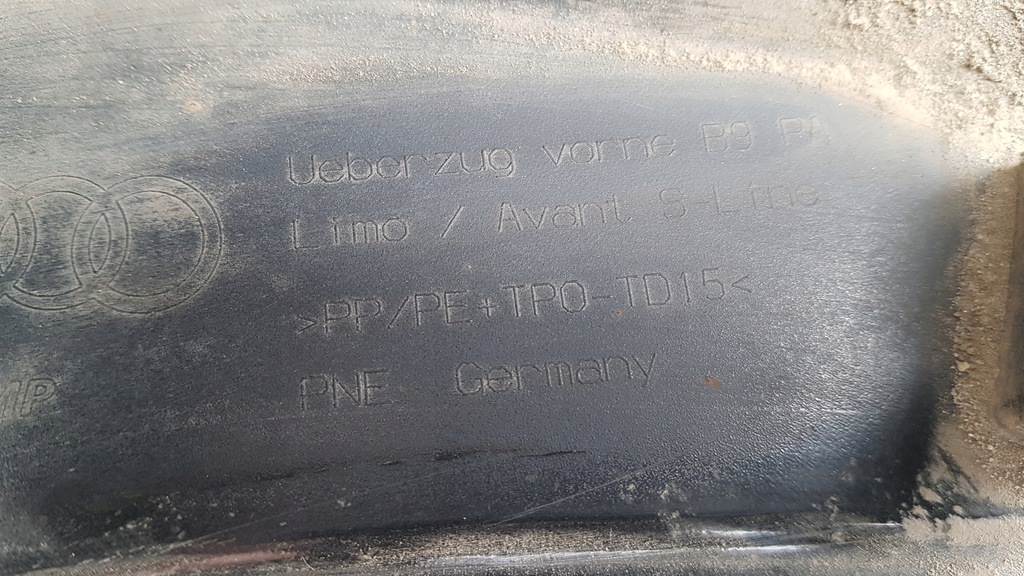 Ueberzug vorne B9 PA
Limo / Avant S-Line
>PP/PE+TPO-TD15<
PNE Germany